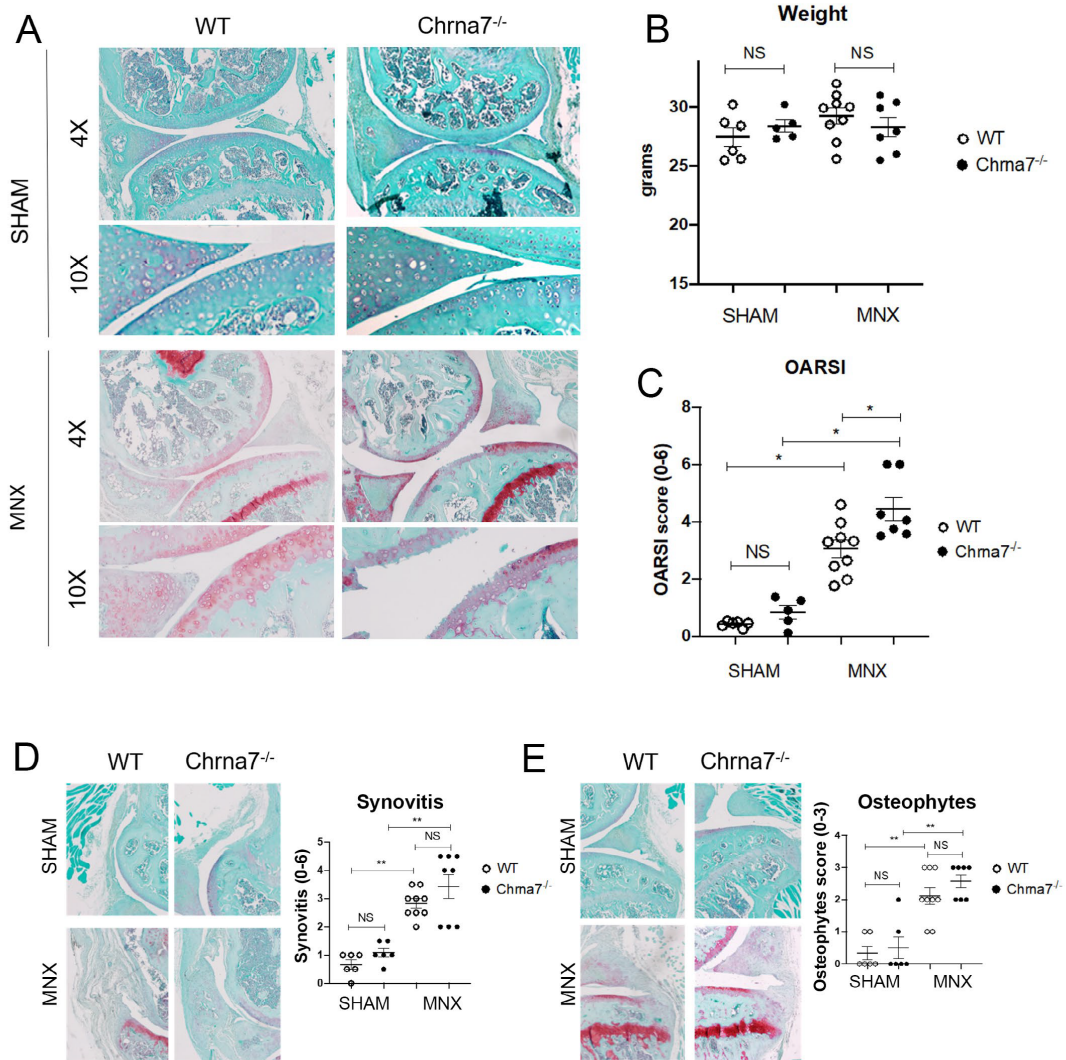 A
WT
Chrna7-/-
SHAM
4X
10X
MNX
4X
10X
B
Weight
NS
NS
30
25
grams
20
15
SHAM
MNX
WT
Chrna7-/-
C
OARSI
8
6
4
2
0
OARSI score (0-6)
*
*
*
NS
SHAM
MNX
WT
Chrna7-/-
D
WT
Chrna7-/-
SHAM
MNX
Synovitis
**
NS
**
NS
5
4
3
2
1
0
Synovitis (0-6)
SHAM
MNX
WT
Chrna7-/-
E
WT
Chrna7-/-
SHAM
MNX
Osteophytes
**
**
NS
NS
4
3
2
1
0
Osteophytes score (0-3)
SHAM
MNX
WT
Chrna7-/-